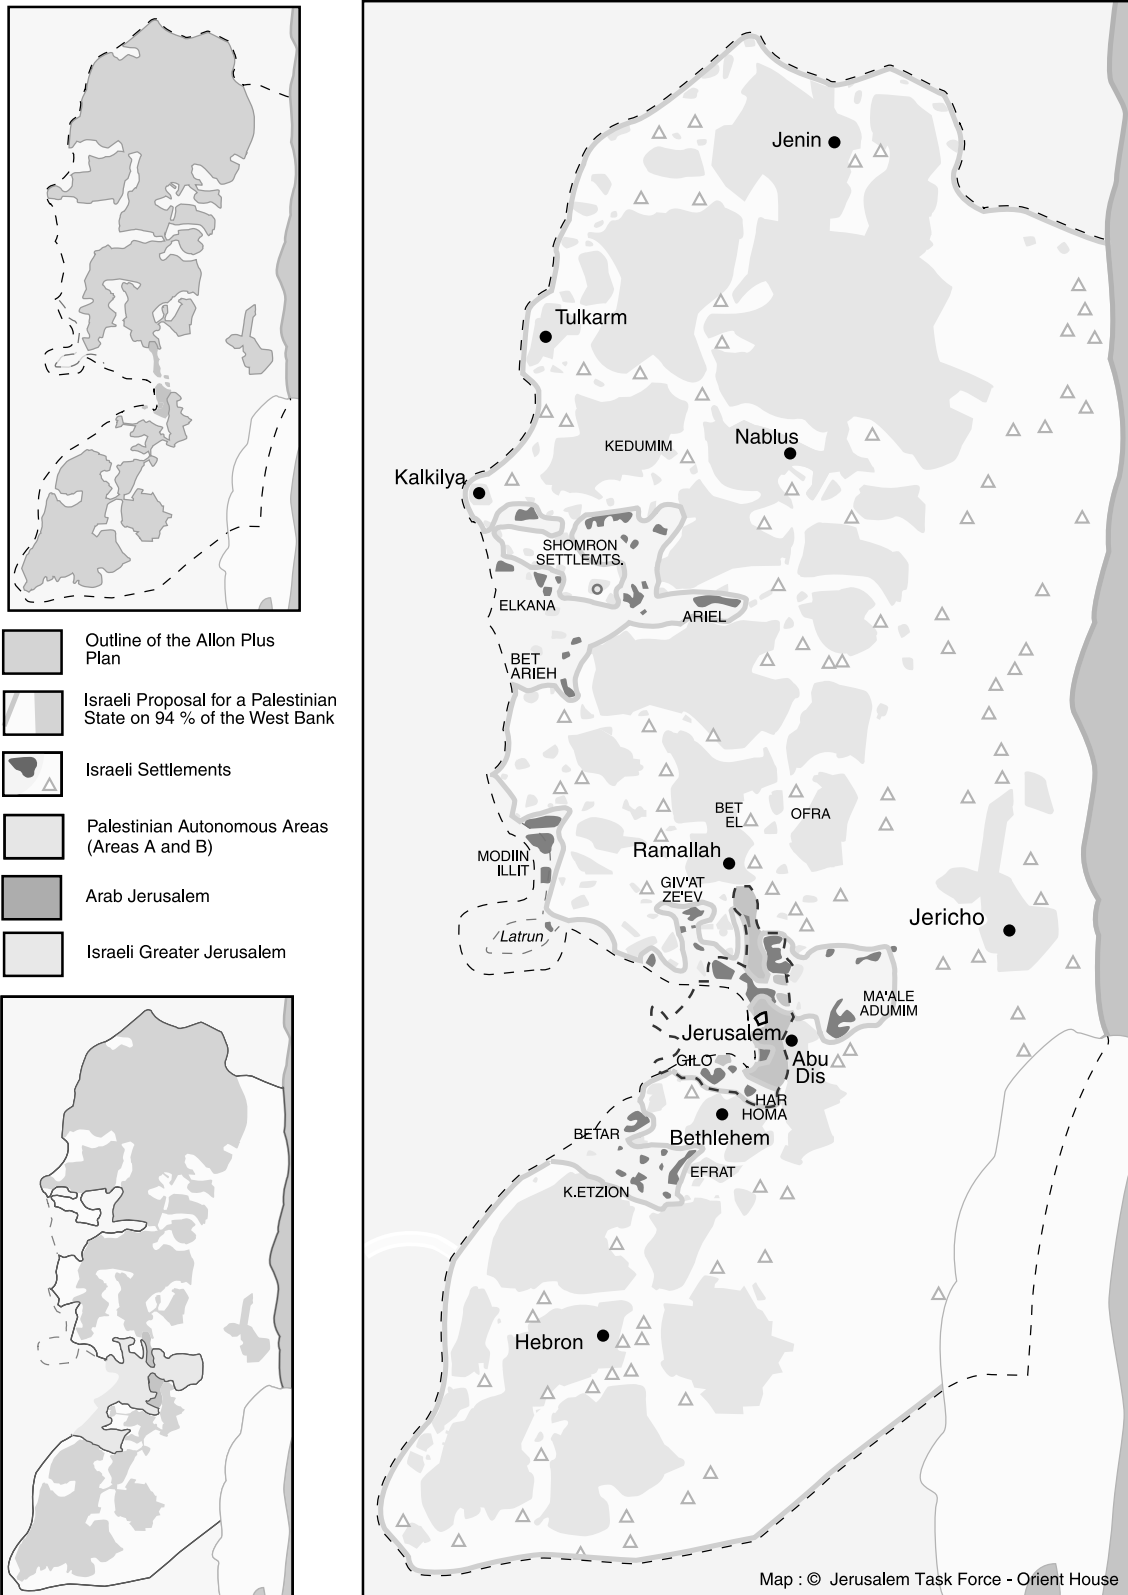 Outline of the Allon Plus
Plan
Israeli Proposal for a Palestinian
State on 94 % of the West Bank
Israeli Settlements
Palestinian Autonomous Areas
(Areas A and B)
Arab Jerusalem
Israeli Greater Jerusalem
Jenin
Tulkarm
KEDUMIM
Nablus
Kalkilya
SHOMRON
SETTLEMTS.
ELKANA
ARIEL
BET
ARIEH
BET
EL
OFRA
MODIIN
ILLIT
Ramallah
GIV'AT
ZE'EV
Latrun
Jericho
MA'ALE
ADUMIM
Jerusalem
GILO
Abu
Dis
HAR
HOMA
BETAR
Bethlehem
EFRAT
K.ETZION
Hebron
Map : © Jerusalem Task Force - Orient House